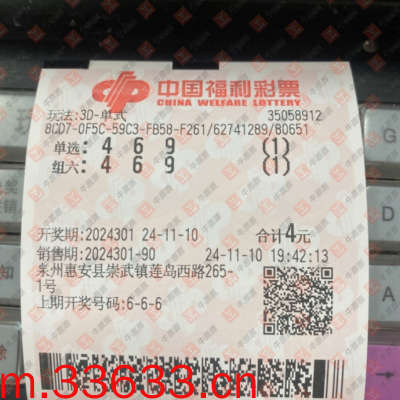 中国福利彩票
CHINA WELFARE LOTTERY
玩法:3D-单式 35058912
8CD7-0F5C-59C3-FB58-F261/62741289/80651
单选: 4 6 9 (1)
组六: 4 6 9 (1)
开奖期:2024301 24-11-10 合计4元
销售期:2024301-90 24-11-10 19:42:13
泉州惠安县崇武镇莲岛西路265-
1号
上期开奖号码:6-6-6
m.33633.cn